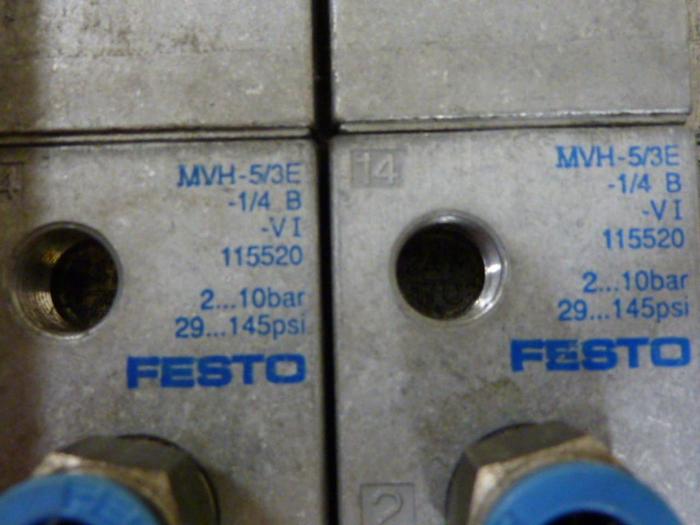 MVH-5/3E
-1/4 B
-VI
115520
2...10bar
29...145psi
FESTO
14
MVH-5/3E
-1/4 B
-VI
115520
2...10bar
29...145psi
FESTO
2